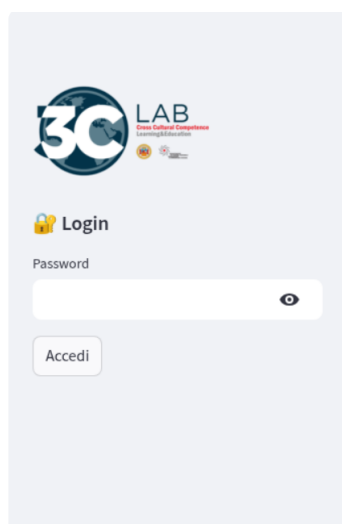 3C
LAB
Cross Cultural Competence
Learning&Education
Login
Password
Accedi